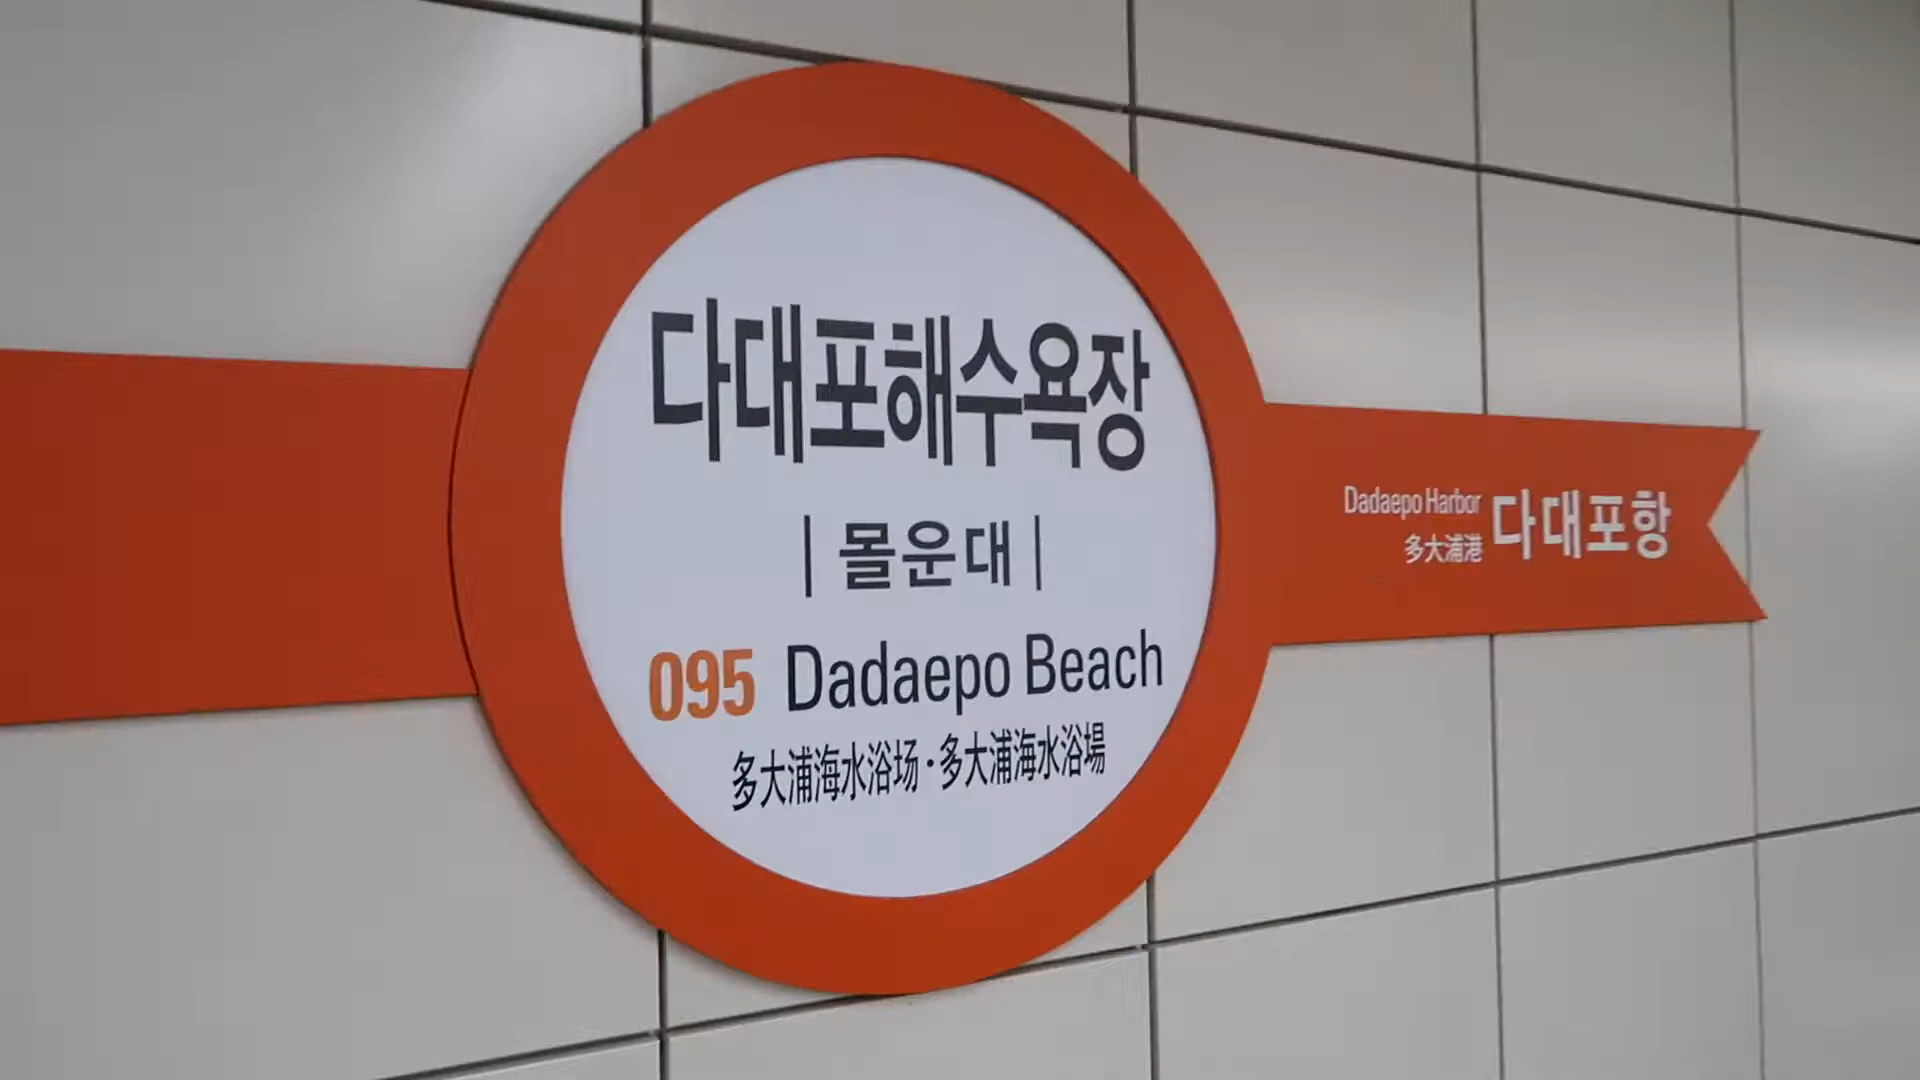 다대포해수욕장
| 몰운대 |
095 Dadaepo Beach
多大浦海水浴场·多大浦海水浴場
Dadaepo Harbor
多大浦港
다대포항